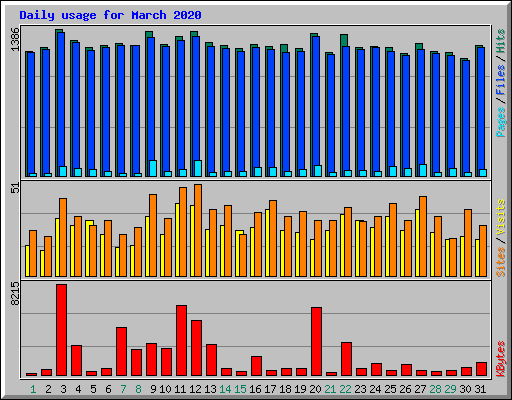 Daily usage for March 2020
1386
Pages / Files / Hits
51
Sites / Visits
8215
KBytes
1 2 3 4 5 6 7 8 9 10 11 12 13 14 15 16 17 18 19 20 21 22 23 24 25 26 27 28 29 30 31